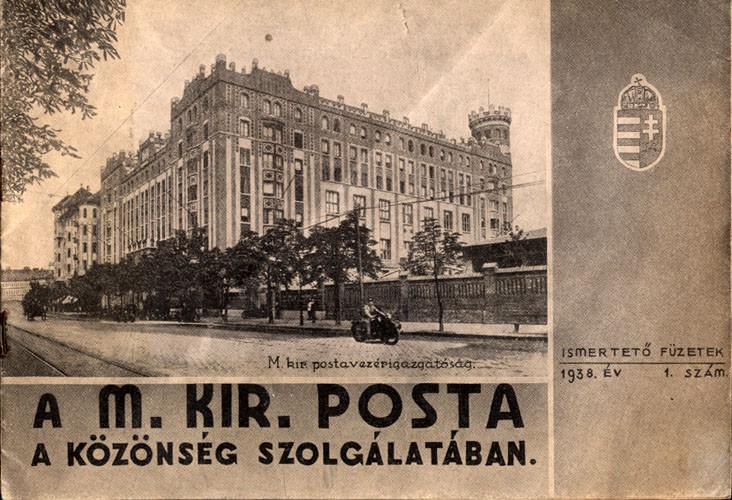 M. kir. postavezérigazgatóság.
A M. KIR. POSTA
A KÖZÖNSÉG SZOLGÁLATÁBAN.
ISMERTETŐ FÜZETEK
1938. ÉV 1. SZÁM.